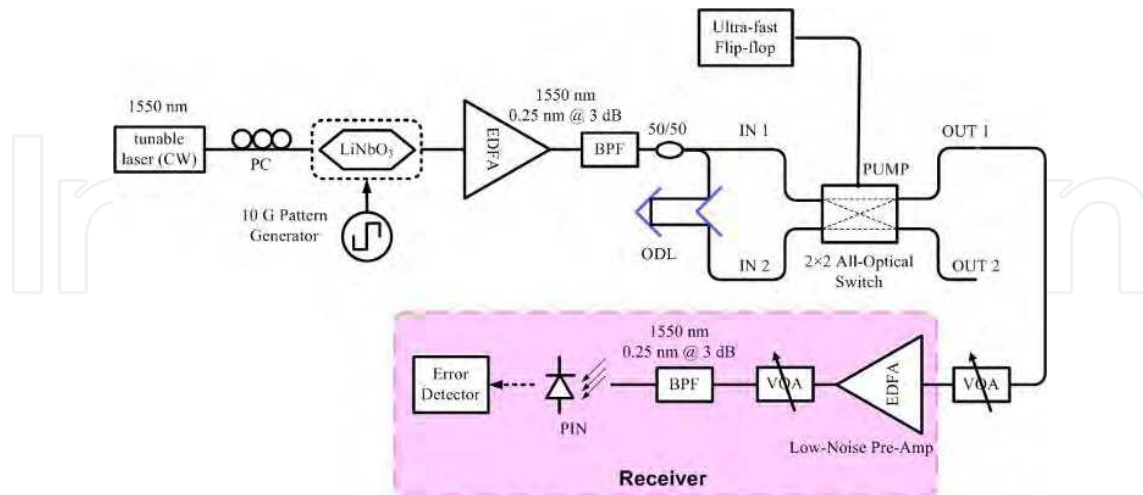 Ultra-fast
Flip-flop
1550 nm
tunable
laser (CW)
PC
LiNbO3
10 G Pattern
Generator
EDFA
1550 nm
0.25 nm @ 3 dB
BPF
50/50
IN 1
ODL
IN 2
PUMP
2×2 All-Optical
Switch
OUT 1
OUT 2
1550 nm
0.25 nm @ 3 dB
Error
Detector
PIN
BPF
VOA
EDFA
VOA
Low-Noise Pre-Amp
Receiver